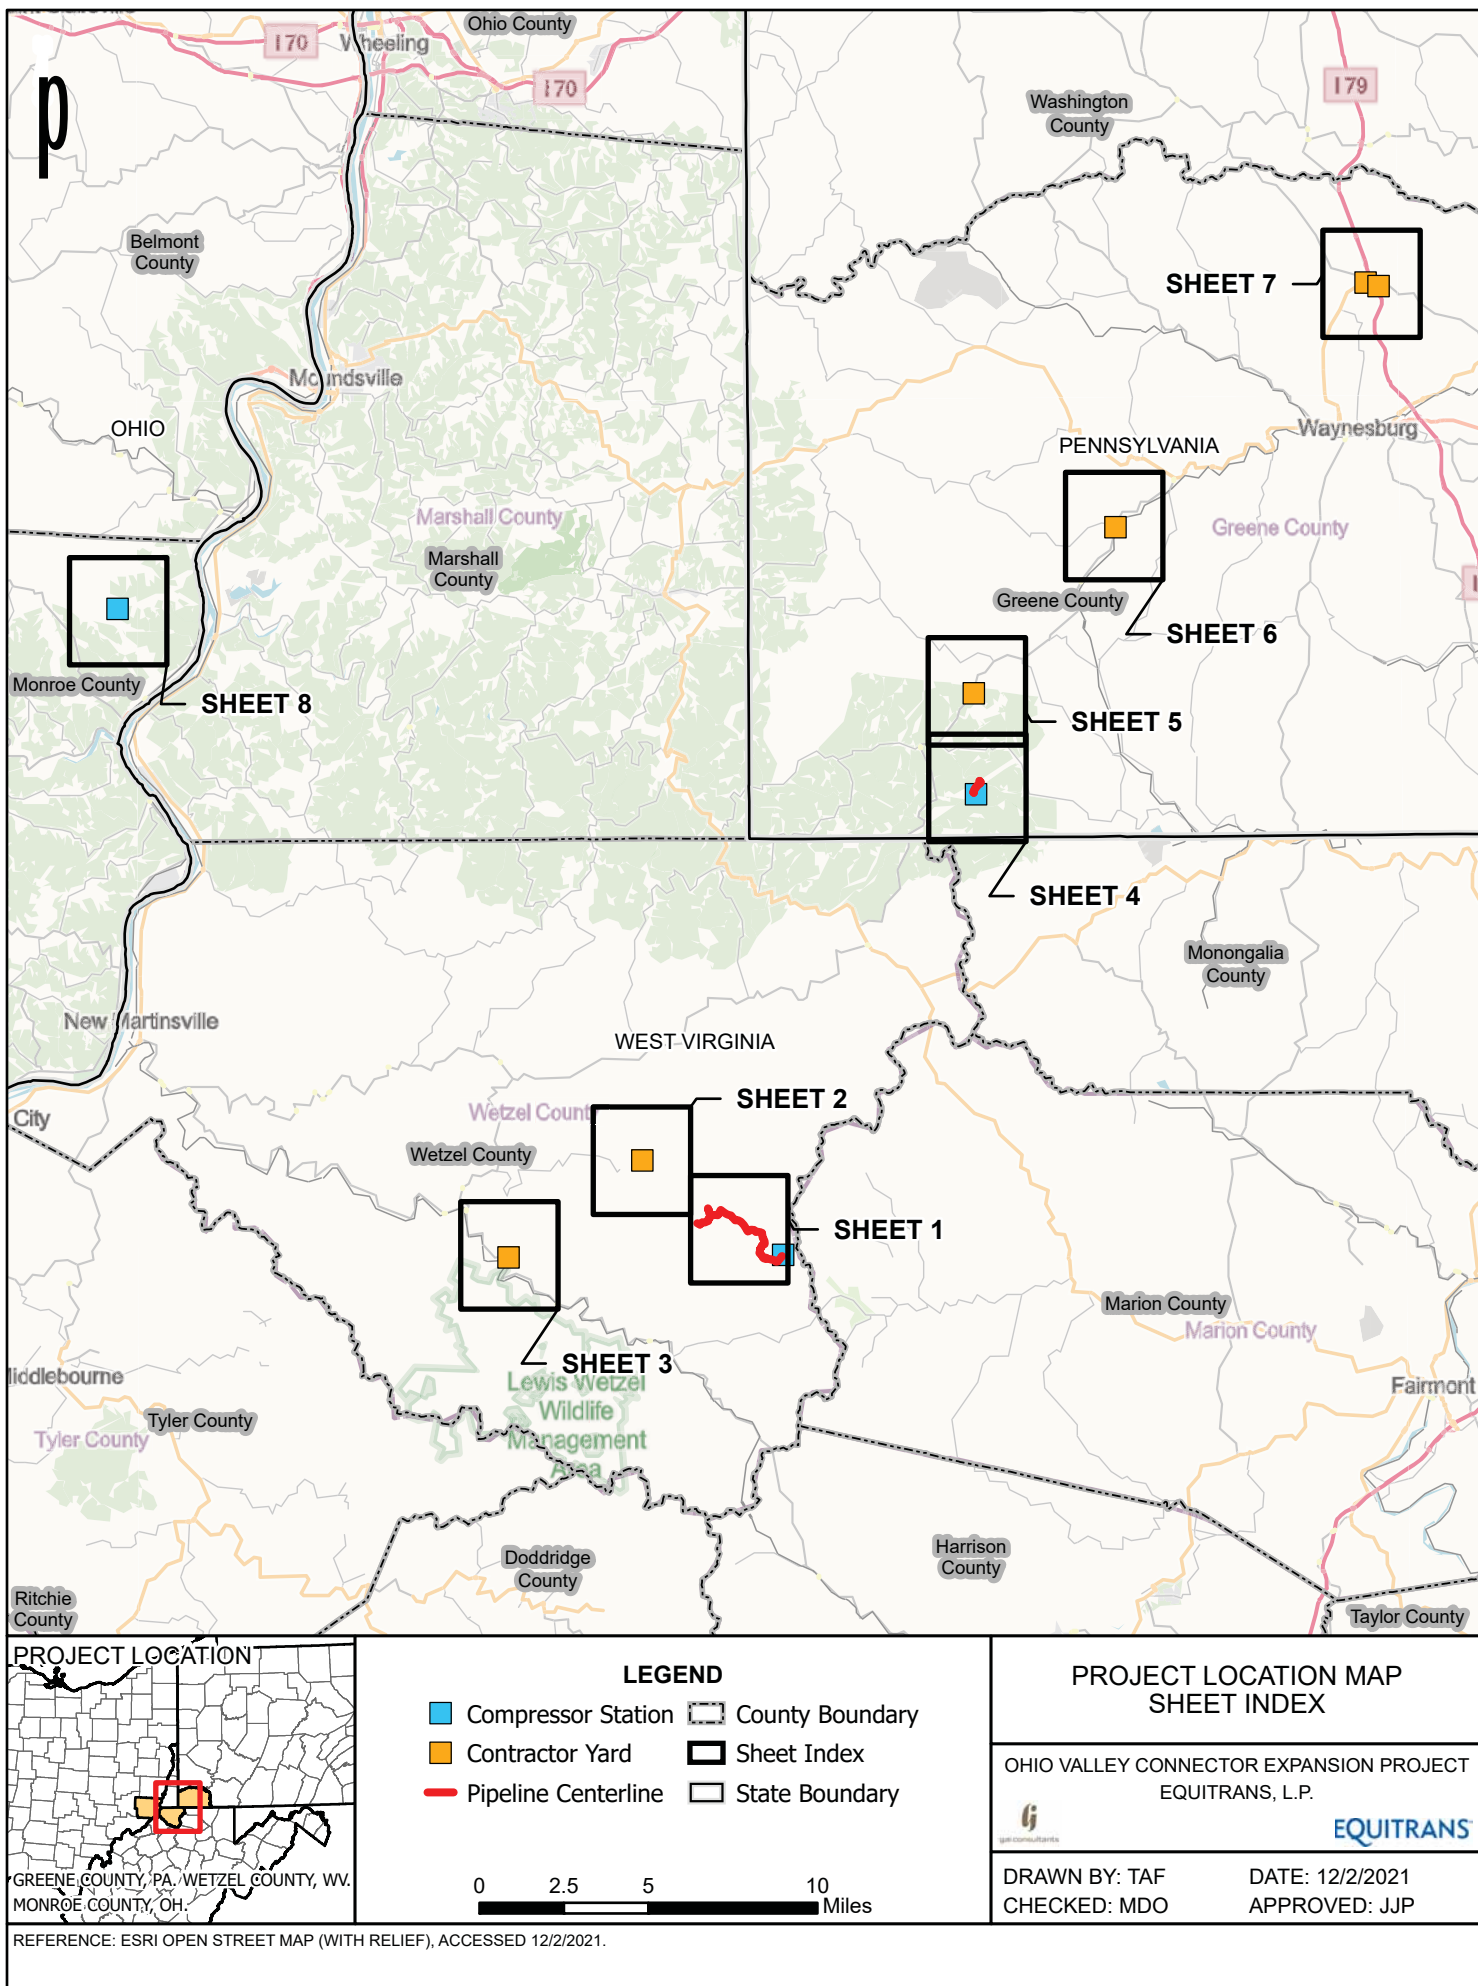 Ohio County
I 70
Wheeling
I 70
I 79
Washington
County
p
Belmont
County
SHEET 7
Moundsville
OHIO
Waynesburg
PENNSYLVANIA
Marshall County
Greene County
Marshall
County
Greene County
SHEET 6
Monroe County
SHEET 8
SHEET 5
SHEET 4
Monongalia
County
New Martinsville
WEST VIRGINIA
SHEET 2
City
Wetzel Count
Wetzel County
SHEET 1
Marion County
Marion County
SHEET 3
Lewis Wetzel
Wildlife
Management
Area
iddlebourne
Fairmont
Tyler County
Tyler County
Doddridge
County
Harrison
County
Ritchie
County
Taylor County
PROJECT LOCATION
GREENE COUNTY, PA. WETZEL COUNTY, WV.
MONROE COUNTY, OH.
LEGEND
Compressor Station
County Boundary
Contractor Yard
Sheet Index
Pipeline Centerline
State Boundary
0 2.5 5 10
Miles
PROJECT LOCATION MAP
SHEET INDEX
OHIO VALLEY CONNECTOR EXPANSION PROJECT
EQUITRANS, L.P.
gai consultants
EQUITRANS
DRAWN BY: TAF DATE: 12/2/2021
CHECKED: MDO APPROVED: JJP
REFERENCE: ESRI OPEN STREET MAP (WITH RELIEF), ACCESSED 12/2/2021.